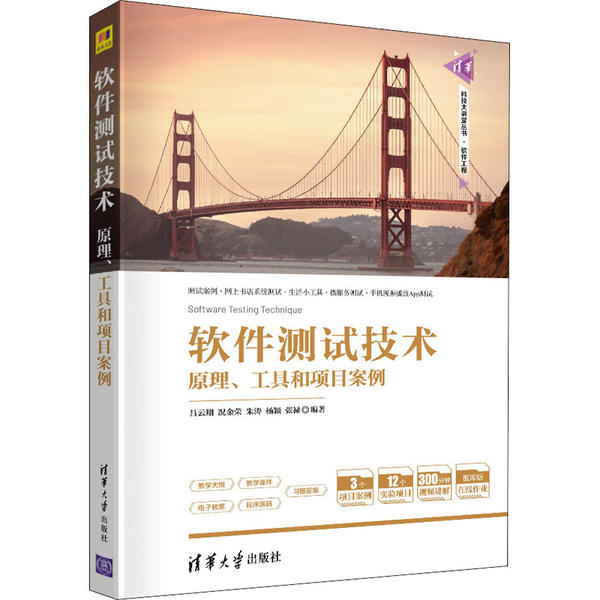 软件测试技术
原理、工具和项目案例
清华大学出版社
清华
科技大讲堂丛书·软件工程
测试案例·网上书店系统测试·生活小工具·微服务测试·手机视频播放App测试
Software Testing Technique
软件测试技术
原理、工具和项目案例
吕云翔 况金荣 朱涛 杨颖 张禄◎编著
教学大纲
教学课件
习题答案
电子教案
程序源码
3个
项目案例
12个
实验项目
300分钟
视频讲解
题库版
在线作业
清华大学出版社